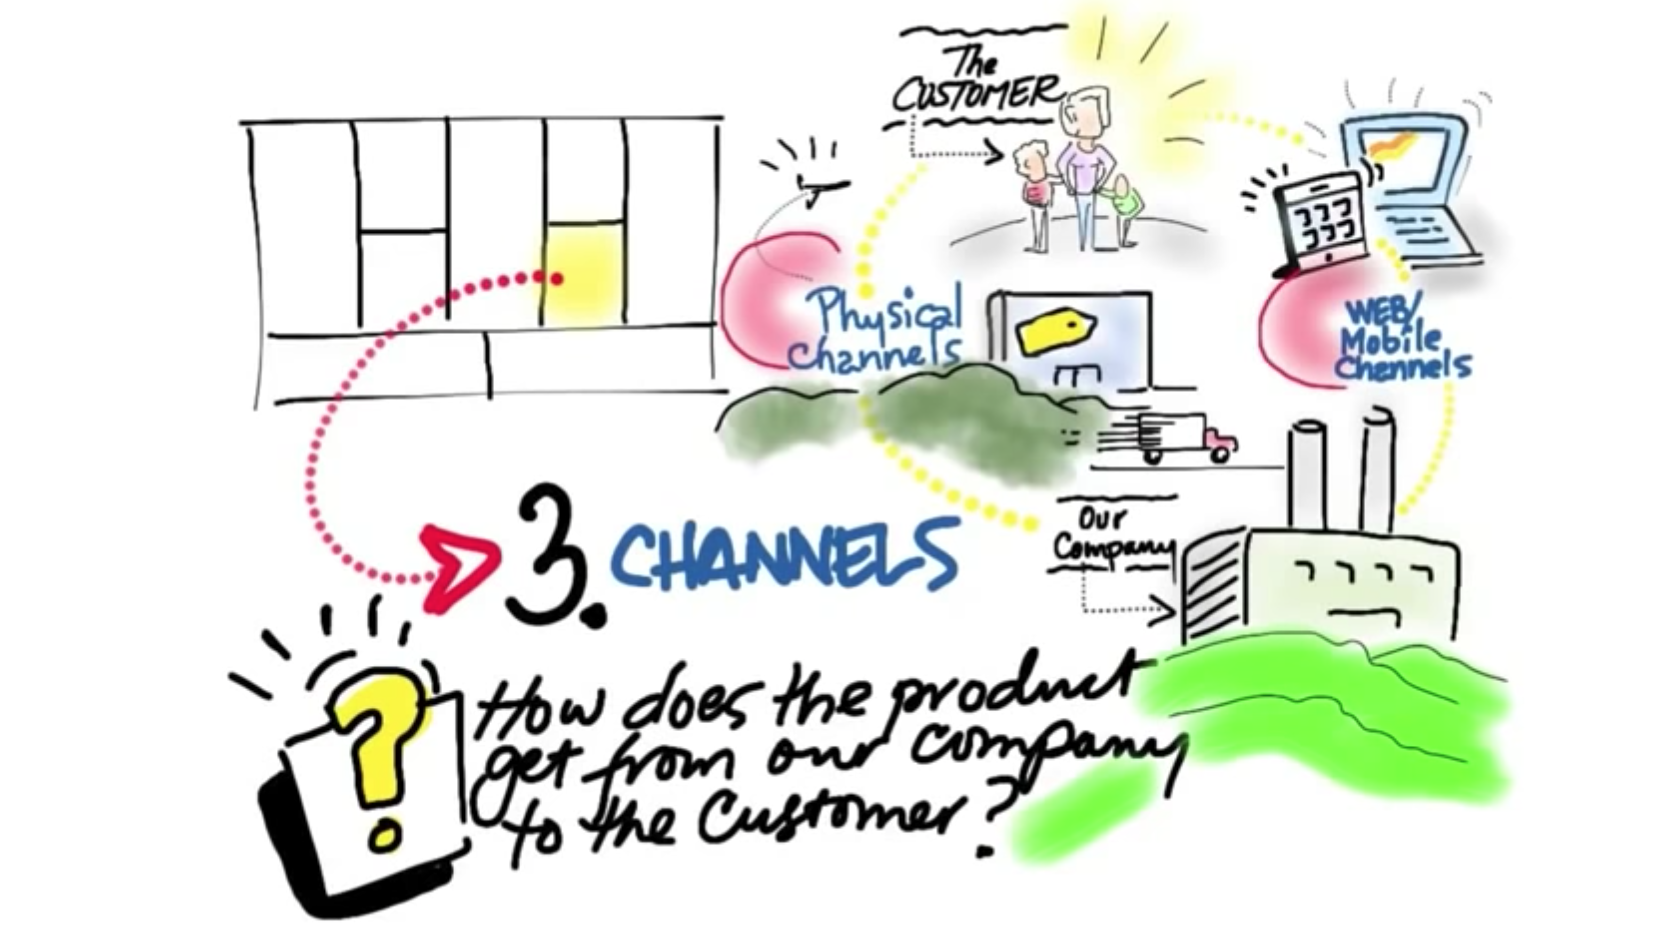 The
CUSTOMER
Physical
Channels
WEB/
Mobile
Channels
Our
Company
3. CHANNELS
?
How does the product
get from our company
to the Customer?